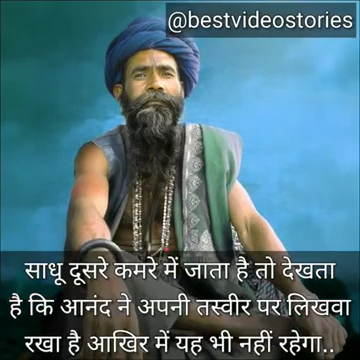 @bestvideostories
साधू दूसरे कमरे में जाता है तो देखता
है कि आनंद ने अपनी तस्वीर पर लिखवा
रखा है आखिर में यह भी नहीं रहेगा..